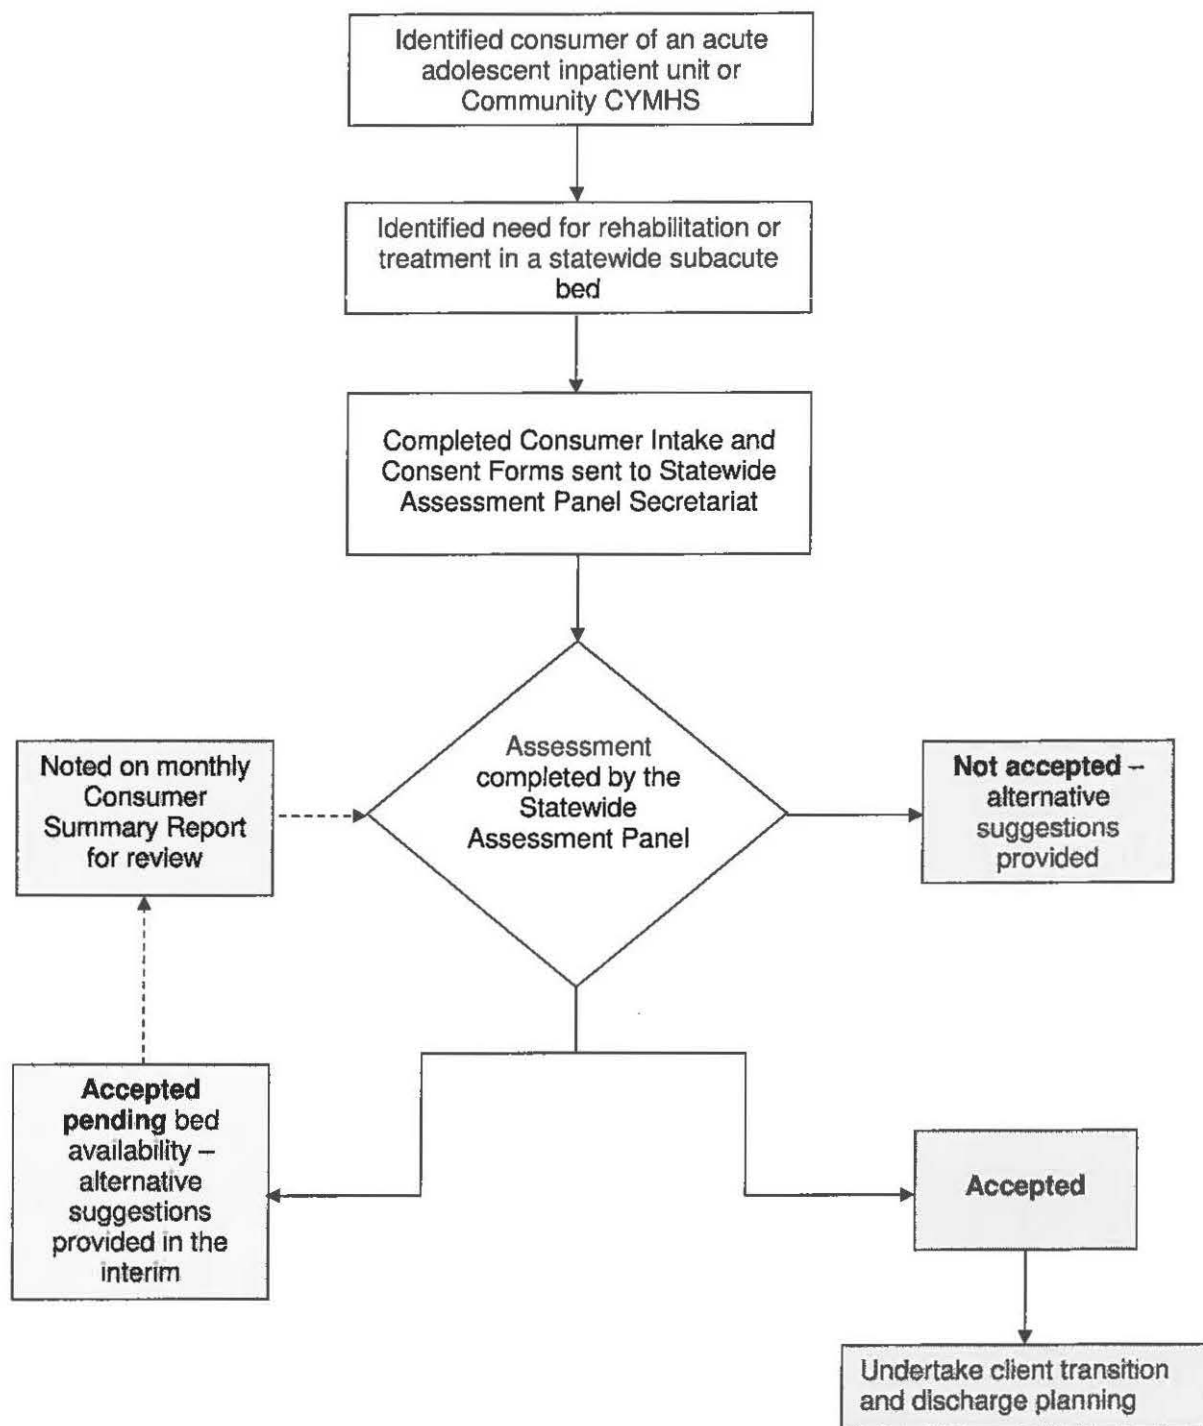 Identified consumer of an acute
adolescent inpatient unit or
Community CYMHS
Identified need for rehabilitation or
treatment in a statewide subacute
bed
Completed Consumer Intake and
Consent Forms sent to Statewide
Assessment Panel Secretariat
Assessment
completed by the
Statewide
Assessment Panel
Noted on monthly
Consumer
Summary Report
for review
Not accepted –
alternative
suggestions
provided
Accepted
pending bed
availability –
alternative
suggestions
provided in the
interim
Accepted
Undertake client transition
and discharge planning